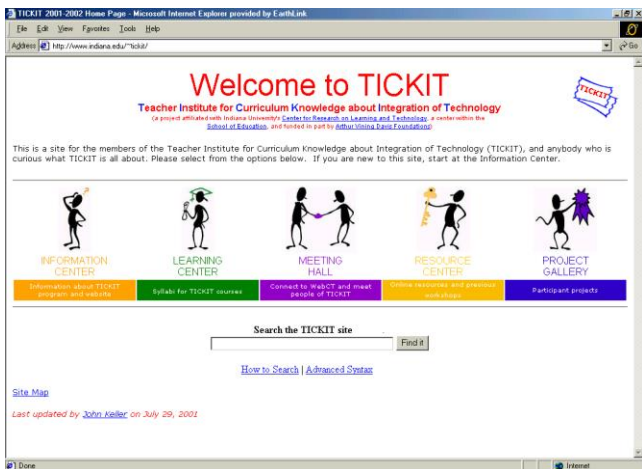 TICKIT 2001-2002 Home Page - Microsoft Internet Explorer provided by EarthLink
File Edit View Favorites Tools Help
Address http://www.indiana.edu/~tickit/ Go
Welcome to TICKIT
TICKIT
Teacher Institute for Curriculum Knowledge about Integration of Technology
(a project affiliated with Indiana University's Center for Research on Learning and Technology, a center within the
School of Education, and funded in part by Arthur Vining Davis Foundations)
This is a site for the members of the Teacher Institute for Curriculum Knowledge about Integration of Technology (TICKIT), and anybody who is
curious what TICKIT is all about. Please select from the options below. If you are new to this site, start at the Information Center.
INFORMATION CENTER
LEARNING CENTER
MEETING HALL
RESOURCE CENTER
PROJECT GALLERY
Information about TICKIT program and website
Syllabi for TICKIT courses
Connect to WebCT and meet people of TICKIT
Online resources and previous workshops
Participant projects
Search the TICKIT site
Find it
How to Search | Advanced Syntax
Site Map
Last updated by John Keller on July 29, 2001
Done Internet